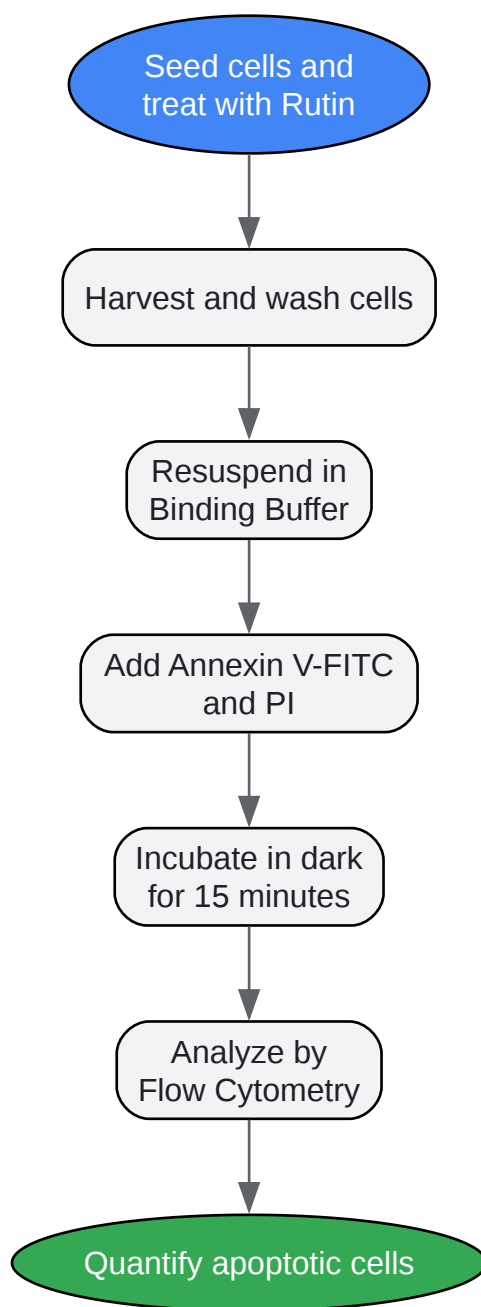 Seed cells and
treat with Rutin
Harvest and wash cells
Resuspend in
Binding Buffer
Add Annexin V-FITC
and PI
Incubate in dark
for 15 minutes
Analyze by
Flow Cytometry
Quantify apoptotic cells